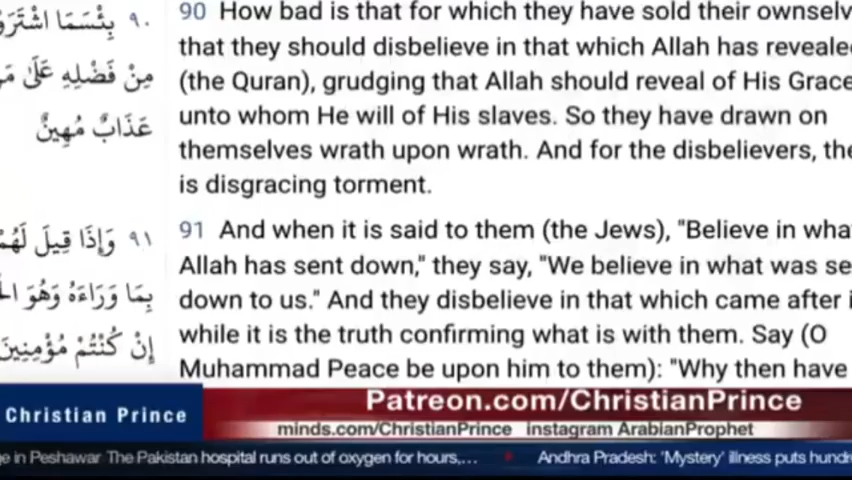 ٩٠. بِئْسَمَا
90 How bad is that for which they have sold their ownselv
that they should disbelieve in that which Allah has reveale
مِنْ فَضْلِهِ عَلَىٰ
(the Quran), grudging that Allah should reveal of His Grace
unto whom He will of His slaves. So they have drawn on
عَذَابٌ مُهِينٌ
themselves wrath upon wrath. And for the disbelievers, the
is disgracing torment.
٩١ وَإِذَا قِيلَ لَهُمْ
91 And when it is said to them (the Jews), "Believe in wha
Allah has sent down," they say, "We believe in what was se
بِمَا وَرَاءَهُ وَهُوَ
down to us." And they disbelieve in that which came after i
while it is the truth confirming what is with them. Say (O
إِنْ كُنْتُمْ مُؤْمِنِينَ
Muhammad Peace be upon him to them): "Why then have
Patreon.com/ChristianPrince
Christian Prince
minds.com/ChristianPrince instagram ArabianProphet
e in Peshawar The Pakistan hospital runs out of oxygen for hours,... Andhra Pradesh: 'Mystery' illness puts hundr